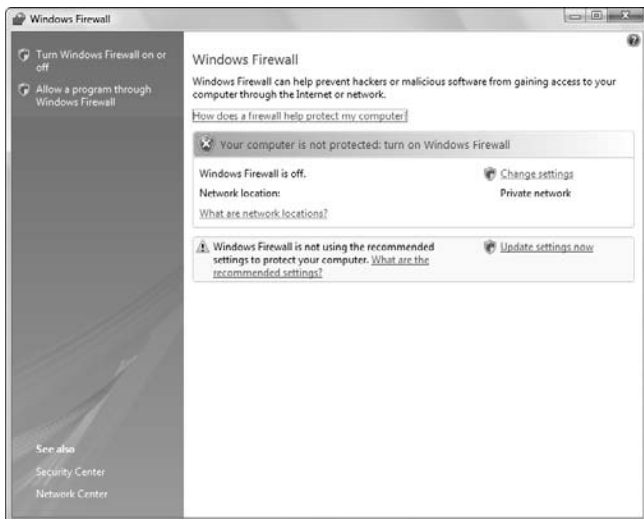 Windows Firewall
Turn Windows Firewall on or
off
Allow a program through
Windows Firewall
See also
Security Center
Network Center
Windows Firewall
Windows Firewall can help prevent hackers or malicious software from gaining access to your
computer through the Internet or network.
How does a firewall help protect my computer?
Your computer is not protected: turn on Windows Firewall
Windows Firewall is off.
Change settings
Network location:
Private network
What are network locations?
Windows Firewall is not using the recommended
settings to protect your computer. What are the
recommended settings?
Update settings now